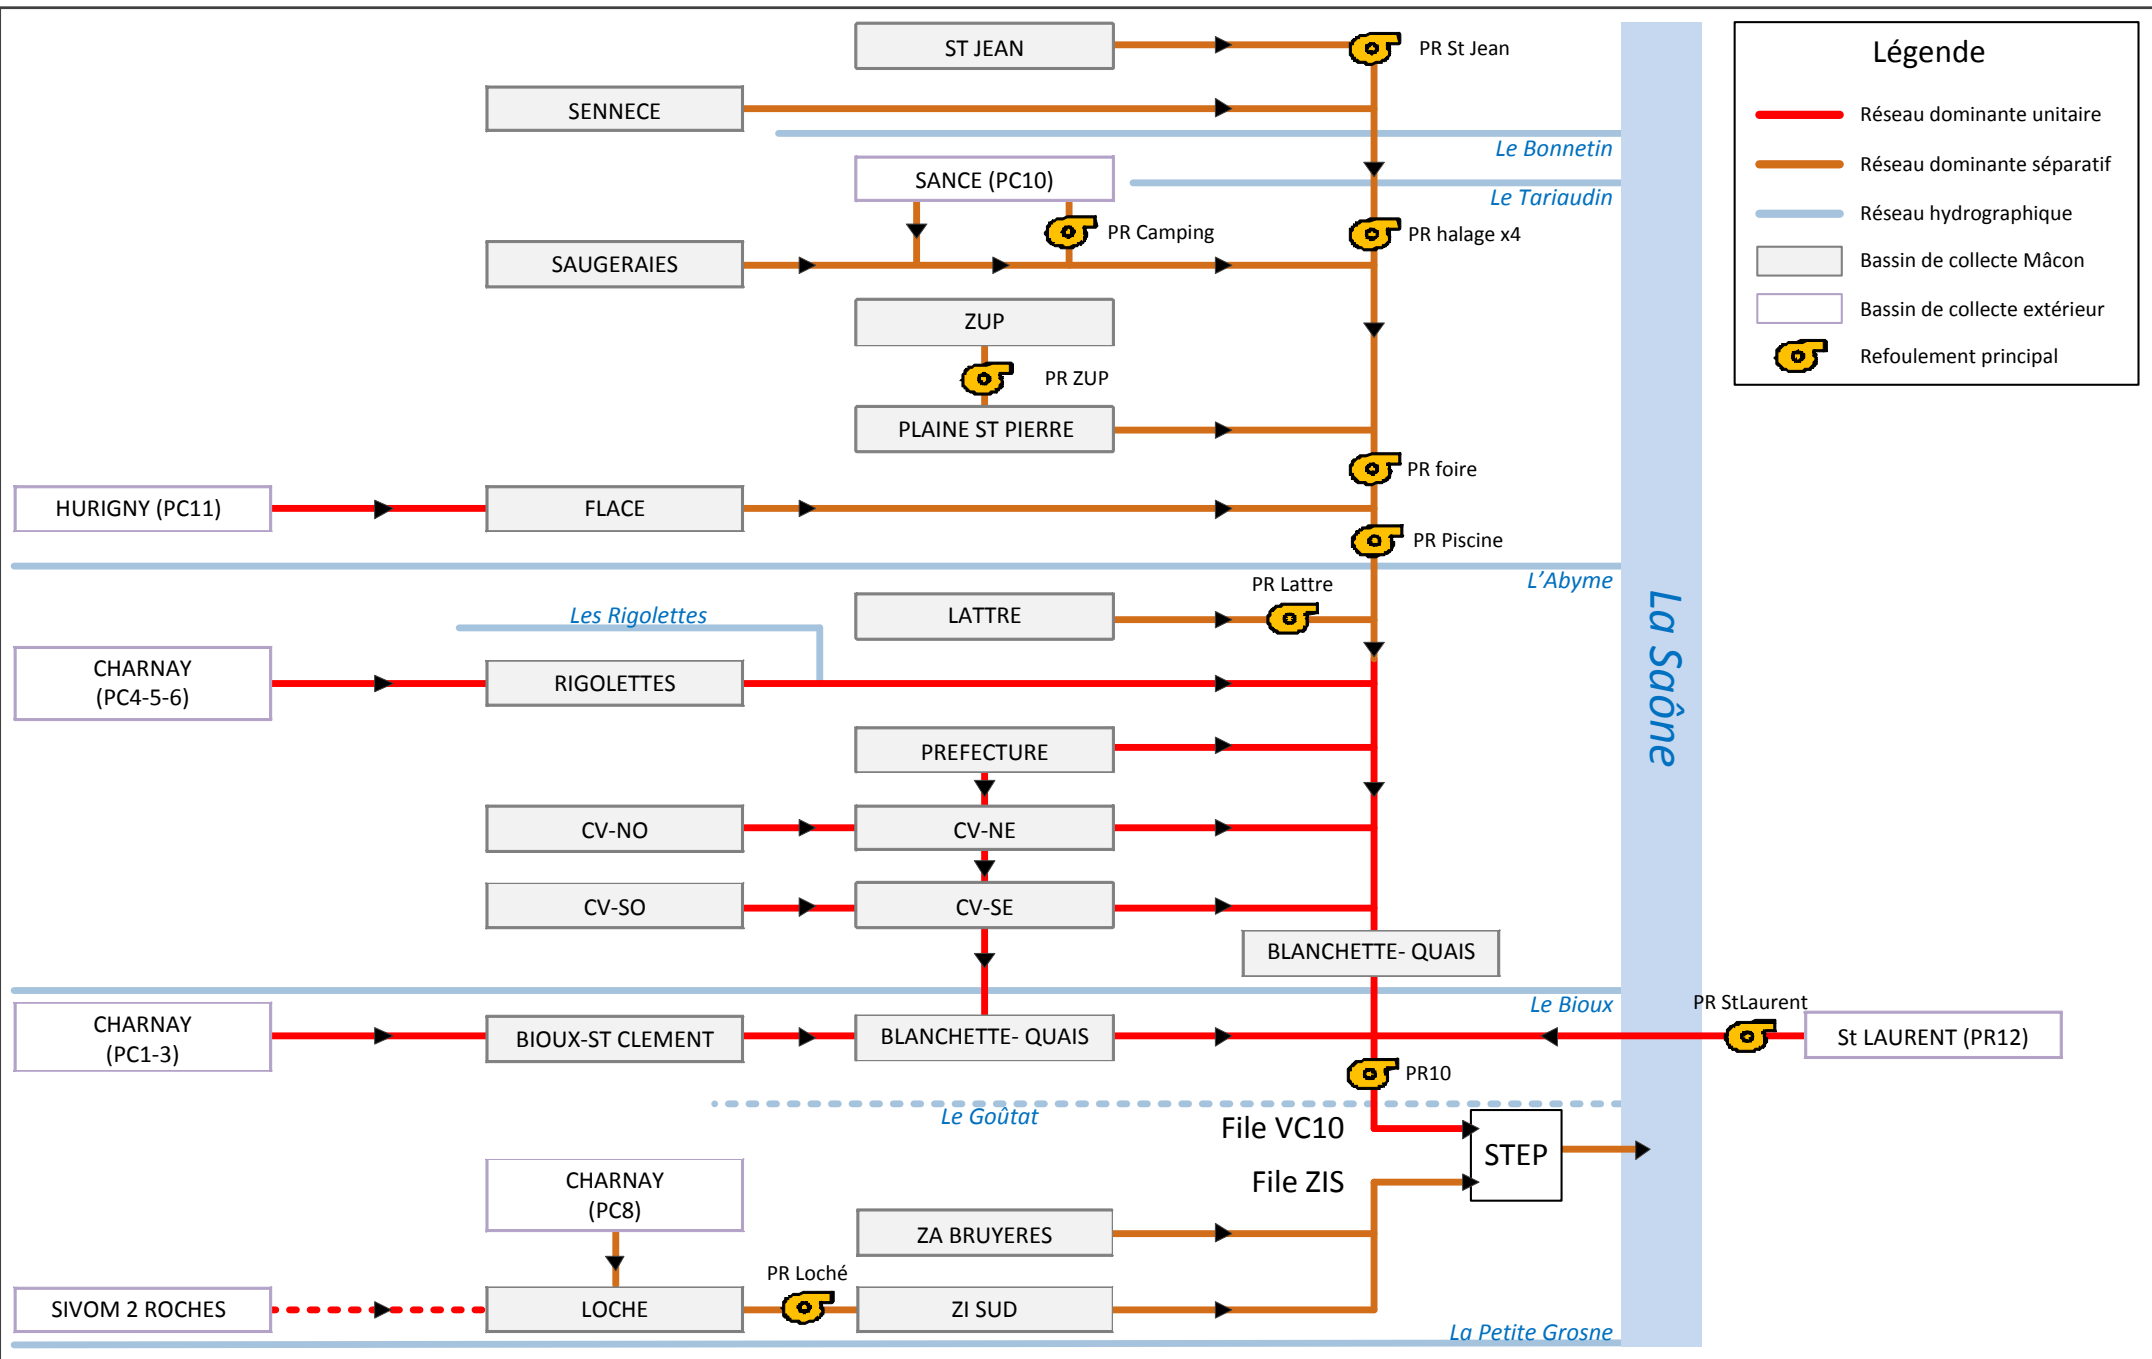 ST JEAN
PR St Jean
SENNECE
Le Bonnetin
SANCE (PC10)
Le Tariaudin
PR Camping
PR halage x4
SAUGERAIES
ZUP
PR ZUP
PLAINE ST PIERRE
PR foire
HURIGNY (PC11)
FLACE
PR Piscine
L'Abyme
PR Lattre
LATTRE
Les Rigolettes
CHARNAY
(PC4-5-6)
RIGOLETTES
PREFECTURE
CV-NO
CV-NE
CV-SO
CV-SE
BLANCHETTE- QUAIS
Le Bioux
CHARNAY
(PC1-3)
BIOUX-ST CLEMENT
BLANCHETTE- QUAIS
PR StLaurent
St LAURENT (PR12)
PR10
Le Goûtat
File VC10
STEP
File ZIS
CHARNAY
(PC8)
ZA BRUYERES
PR Loché
SIVOM 2 ROCHES
LOCHE
ZI SUD
La Petite Grosne
La Saône
Légende
Réseau dominante unitaire
Réseau dominante séparatif
Réseau hydrographique
Bassin de collecte Mâcon
Bassin de collecte extérieur
Refoulement principal